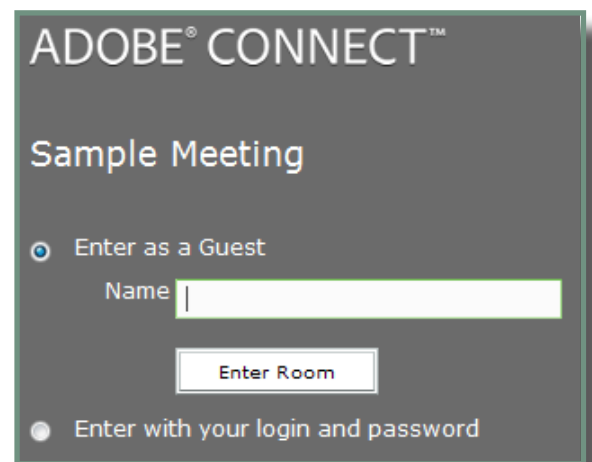 ADOBE® CONNECT™
Sample Meeting
Enter as a Guest
Name
Enter Room
Enter with your login and password